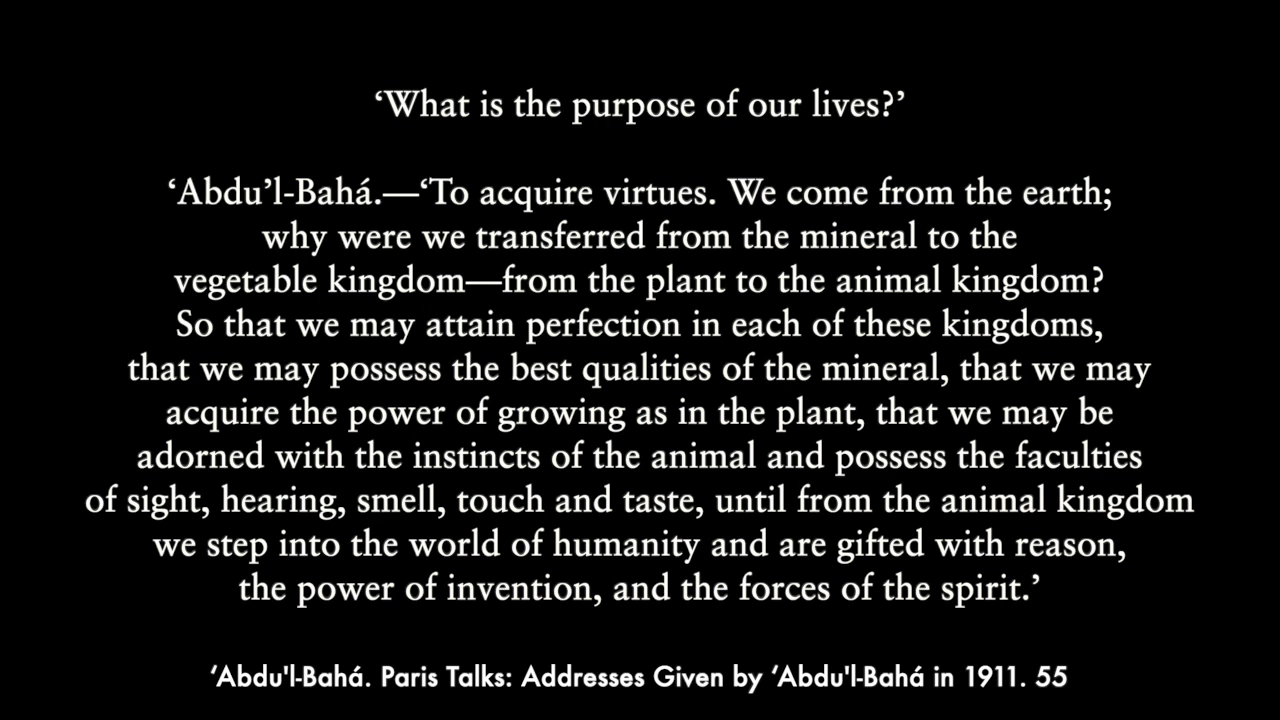 ‘What is the purpose of our lives?’
‘Abdu’l-Bahá.—‘To acquire virtues. We come from the earth;
why were we transferred from the mineral to the
vegetable kingdom—from the plant to the animal kingdom?
So that we may attain perfection in each of these kingdoms,
that we may possess the best qualities of the mineral, that we may
acquire the power of growing as in the plant, that we may be
adorned with the instincts of the animal and possess the faculties
of sight, hearing, smell, touch and taste, until from the animal kingdom
we step into the world of humanity and are gifted with reason,
the power of invention, and the forces of the spirit.’
‘Abdu'l-Bahá. Paris Talks: Addresses Given by ‘Abdu'l-Bahá in 1911. 55